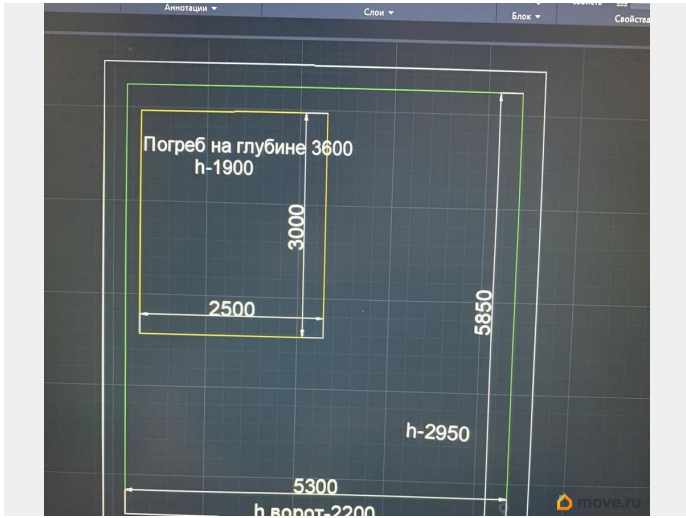 Аннотации
Слои
Блок
Свойства
Погреб на глубине 3600
h-1900
3000
2500
5850
h-2950
5300
h ворот-2200
move.ru